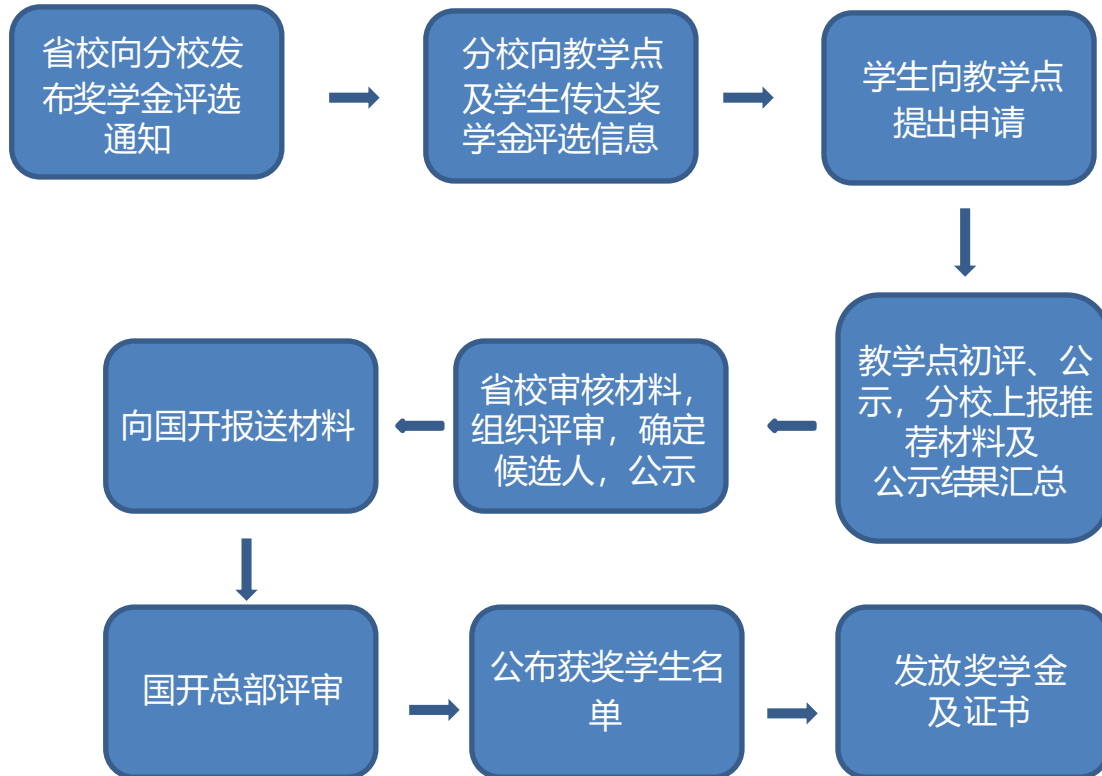 省校向分校发
布奖学金评选
通知
分校向教学点
及学生传达奖
学金评选信息
学生向教学点
提出申请
教学点初评、公
示，分校上报推
荐材料及
公示结果汇总
省校审核材料，
组织评审，确定
候选人，公示
向国开报送材料
国开总部评审
公布获奖学生名
单
发放奖学金
及证书